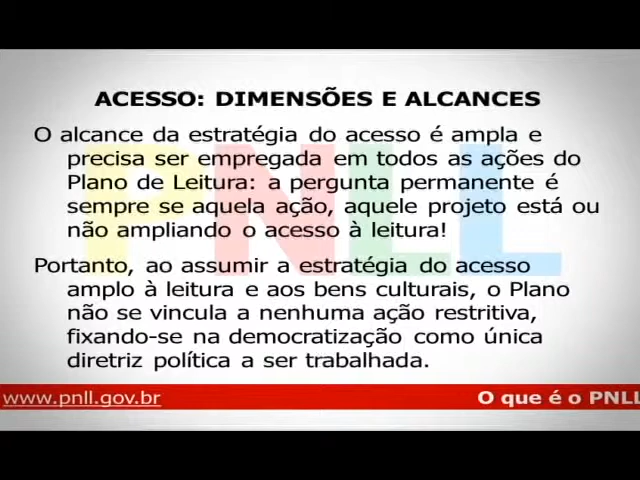 ACESSO: DIMENSÕES E ALCANCES
O alcance da estratégia do acesso é ampla e
precisa ser empregada em todos as ações do
Plano de Leitura: a pergunta permanente é
sempre se aquela ação, aquele projeto está ou
não ampliando o acesso à leitura!
Portanto, ao assumir a estratégia do acesso
amplo à leitura e aos bens culturais, o Plano
não se vincula a nenhuma ação restritiva,
fixando-se na democratização como única
diretriz política a ser trabalhada.
PNLL
www.pnll.gov.br
O que é o PNLL